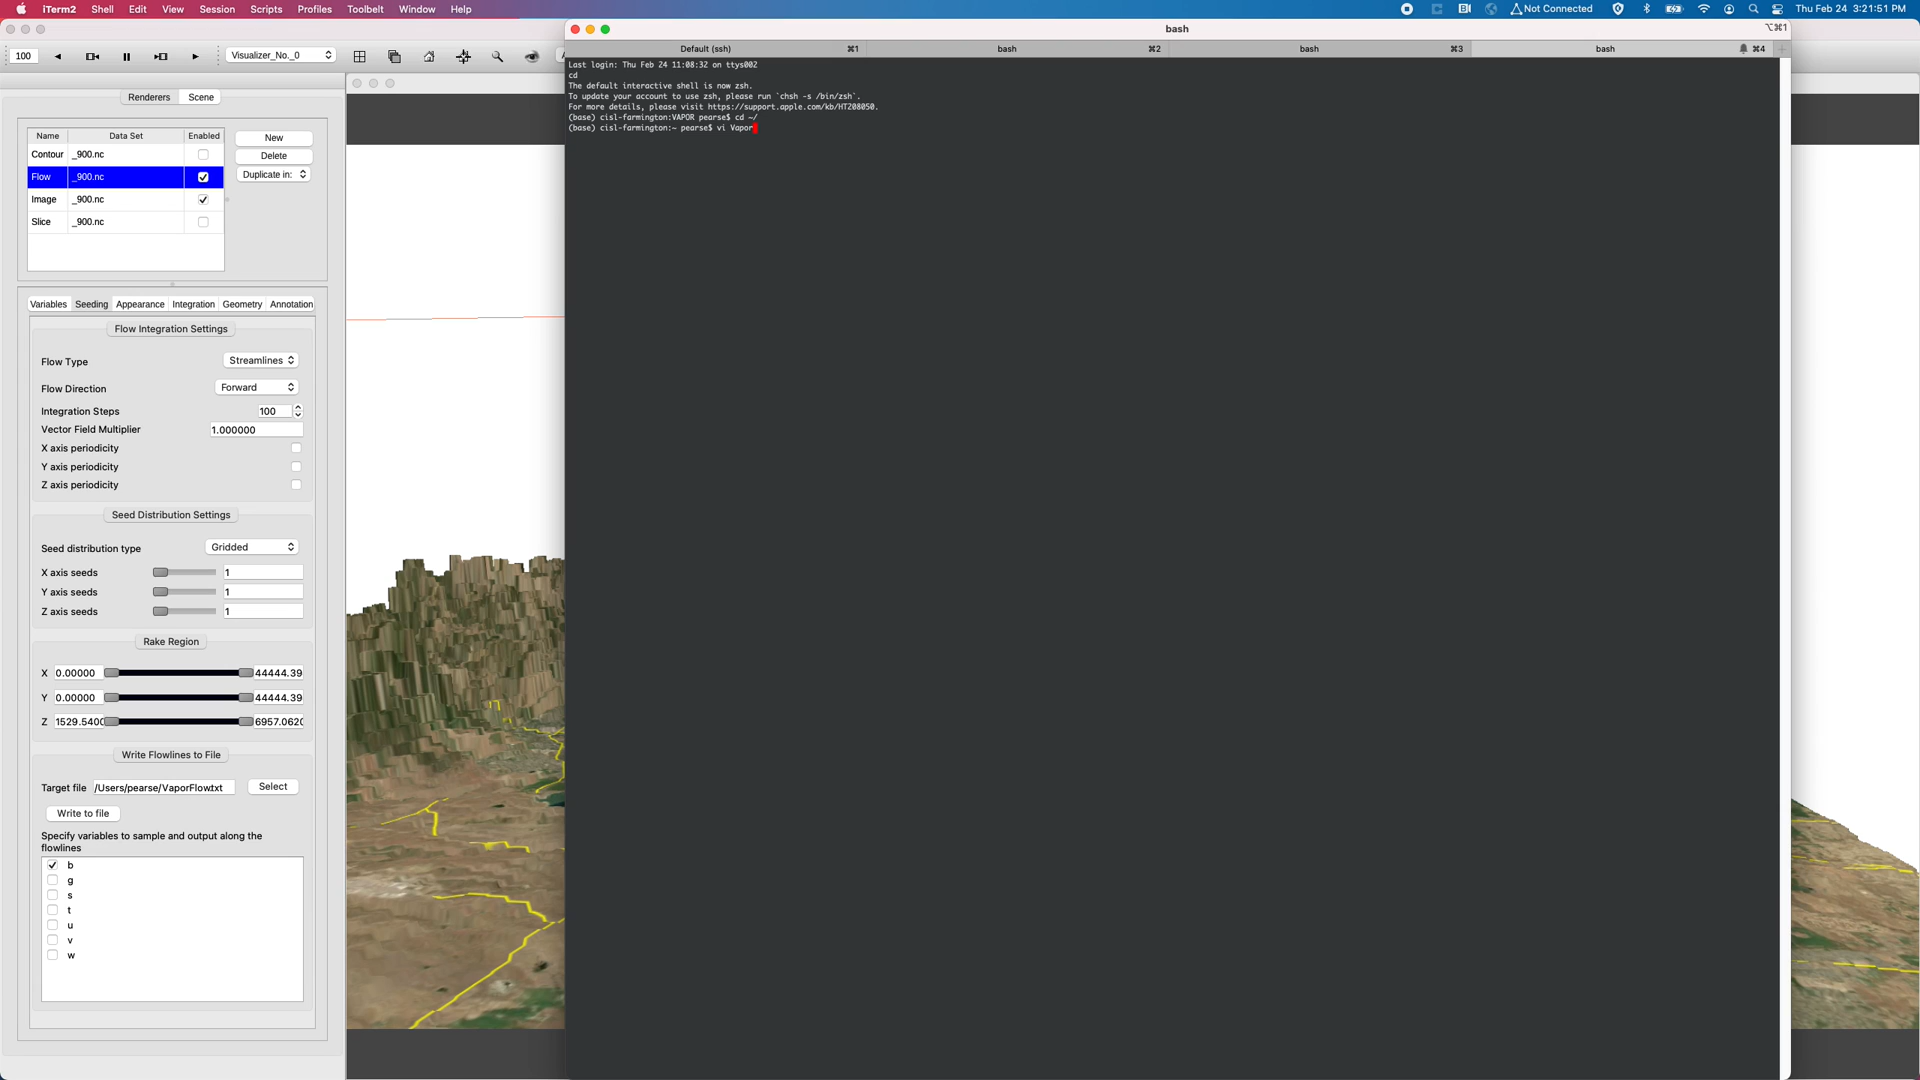 iTerm2 Shell Edit View Session Scripts Profiles Toolbelt Window Help Not Connected Thu Feb 24 3:21:51 PM
bash ⌥⌘1
100 Visualizer_No._0
Default (ssh) ⌘1 bash ⌘2 bash ⌘3 bash ⌘4
Last login: Thu Feb 24 11:08:32 on ttys002
cd
The default interactive shell is now zsh.
To update your account to use zsh, please run `chsh -s /bin/zsh`.
For more details, please visit https://support.apple.com/kb/HT208050.
(base) cisl-farmington:VAPOR pearse$ cd ~/
(base) cisl-farmington:~ pearse$ vi Vapor
Renderers Scene
Name Data Set Enabled
Contour _900.nc
Flow _900.nc
Image _900.nc
Slice _900.nc
New
Delete
Duplicate in:
Variables Seeding Appearance Integration Geometry Annotation
Flow Integration Settings
Flow Type Streamlines
Flow Direction Forward
Integration Steps 100
Vector Field Multiplier 1.000000
X axis periodicity
Y axis periodicity
Z axis periodicity
Seed Distribution Settings
Seed distribution type Gridded
X axis seeds 1
Y axis seeds 1
Z axis seeds 1
Rake Region
X 0.00000 44444.39
Y 0.00000 44444.39
Z 1529.5400 6957.0620
Write Flowlines to File
Target file /Users/pearse/VaporFlow.txt Select
Write to file
Specify variables to sample and output along the
flowlines
b
g
s
t
u
v
w